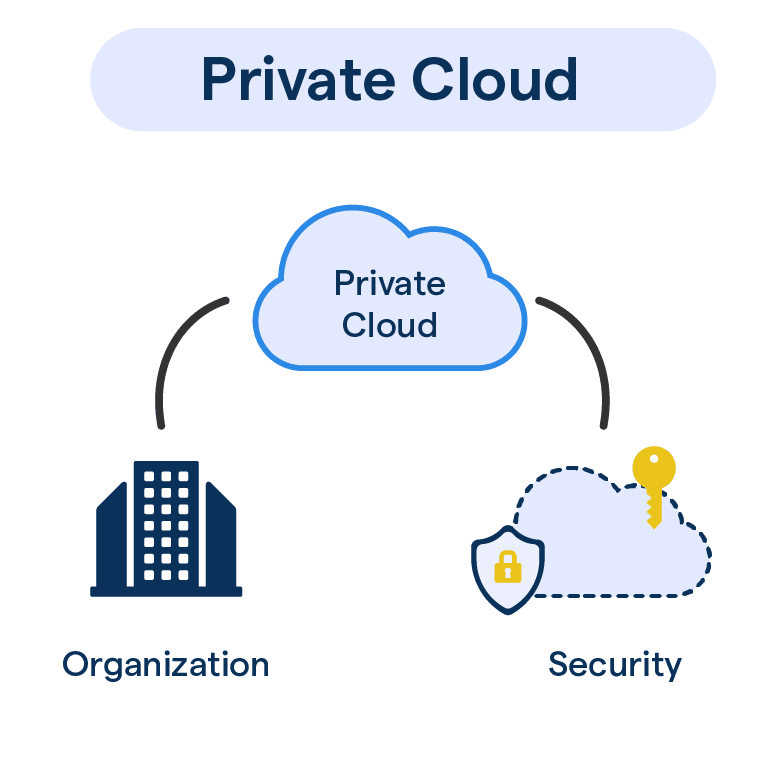 Private Cloud
Private
Cloud
Organization
Security